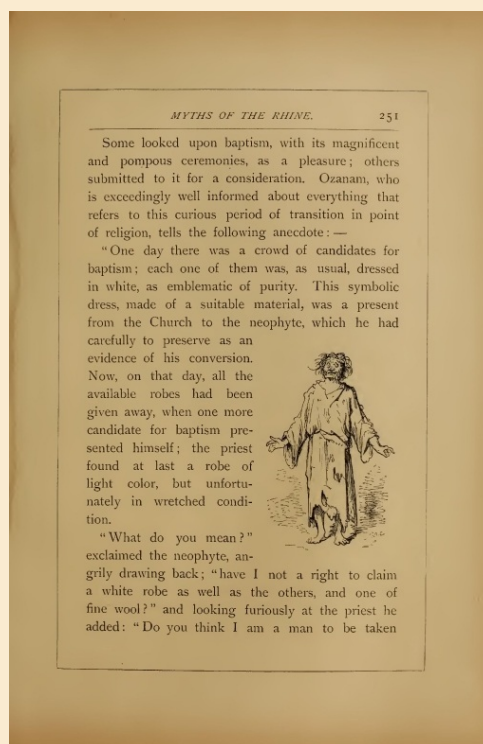 MYTHS OF THE RHINE. 251
Some looked upon baptism, with its magnificent
and pompous ceremonies, as a pleasure; others
submitted to it for a consideration. Ozanam, who
is exceedingly well informed about everything that
refers to this curious period of transition in point
of religion, tells the following anecdote: —
"One day there was a crowd of candidates for
baptism; each one of them was, as usual, dressed
in white, as emblematic of purity. This symbolic
dress, made of a suitable material, was a present
from the Church to the neophyte, which he had
carefully to preserve as an
evidence of his conversion.
Now, on that day, all the
available robes had been
given away, when one more
candidate for baptism pre-
sented himself; the priest
found at last a robe of
light color, but unfortu-
nately in wretched condi-
tion.
"What do you mean?"
exclaimed the neophyte, an-
grily drawing back; "have I not a right to claim
a white robe as well as the others, and one of
fine wool?" and looking furiously at the priest he
added: "Do you think I am a man to be taken